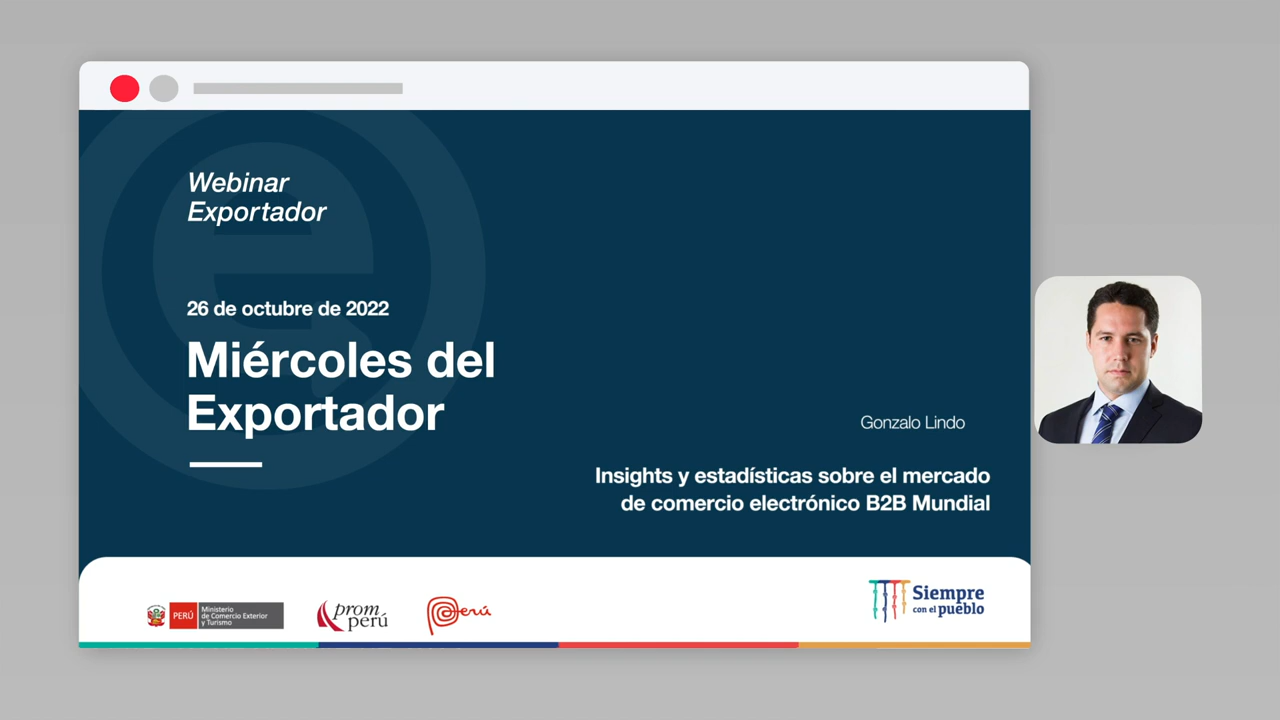 Webinar
Exportador
26 de octubre de 2022
Miércoles del
Exportador
Gonzalo Lindo
Insights y estadísticas sobre el mercado
de comercio electrónico B2B Mundial
PERÚ
Ministerio
de Comercio Exterior
y Turismo
prom
perú
Perú
Siempre
con el pueblo